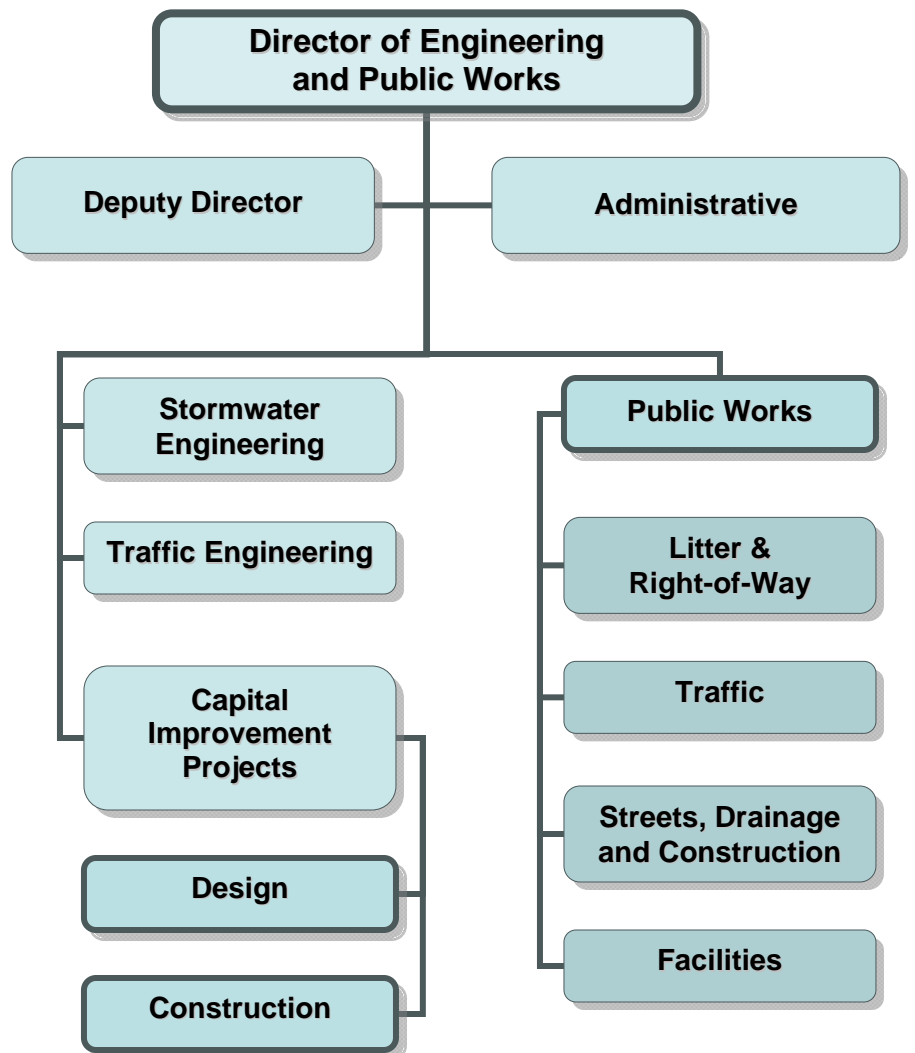 Director of Engineering
and Public Works
Deputy Director
Administrative
Stormwater
Engineering
Traffic Engineering
Capital
Improvement
Projects
Design
Construction
Public Works
Litter &
Right-of-Way
Traffic
Streets, Drainage
and Construction
Facilities